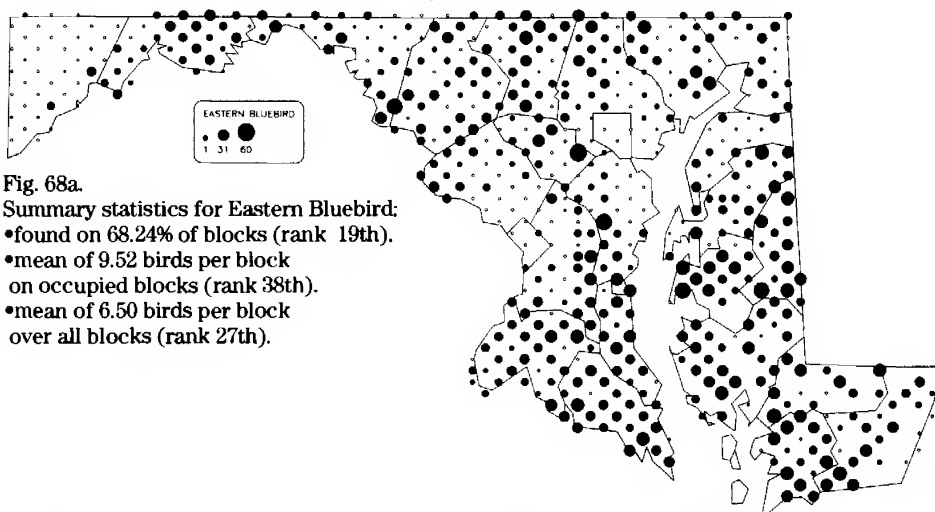 EASTERN BLUEBIRD
1 31 60
Fig. 68a.
Summary statistics for Eastern Bluebird:
•found on 68.24% of blocks (rank 19th).
•mean of 9.52 birds per block
on occupied blocks (rank 38th).
•mean of 6.50 birds per block
over all blocks (rank 27th).